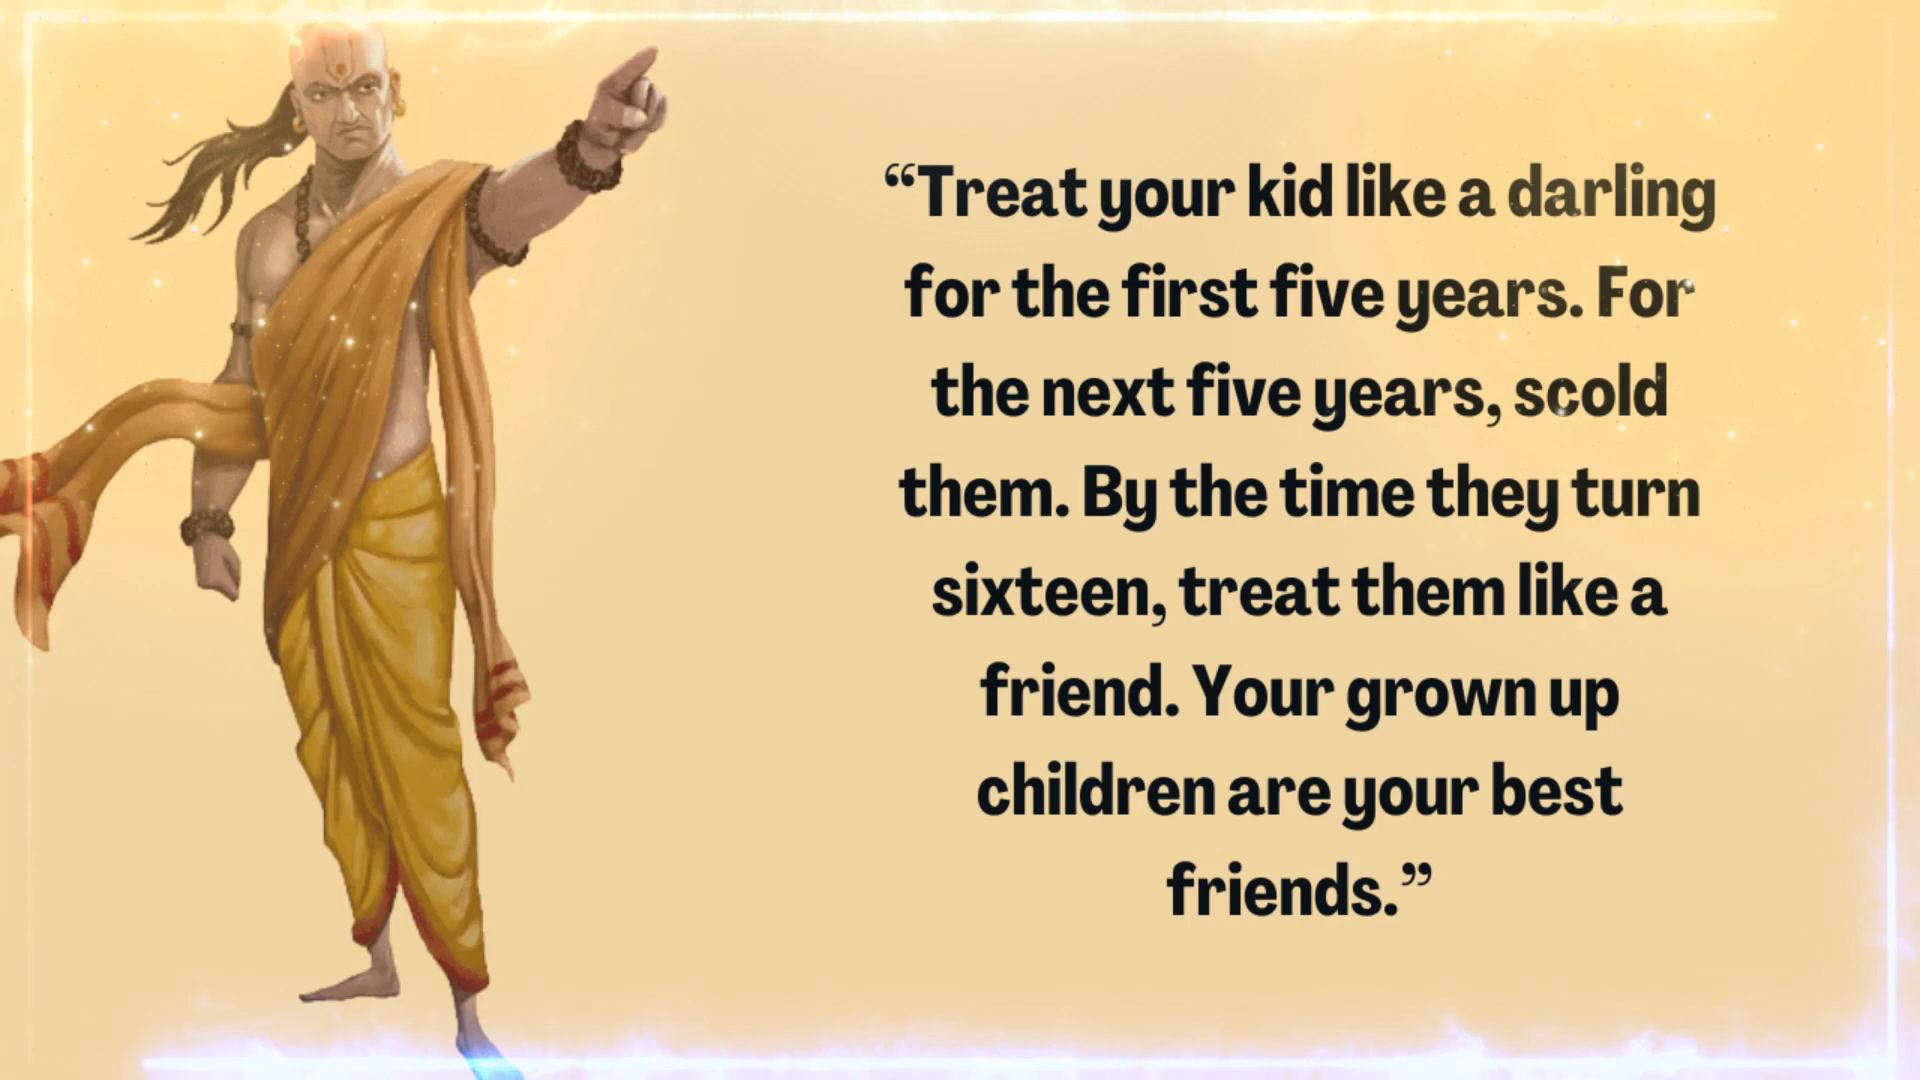 “Treat your kid like a darling
for the first five years. For
the next five years, scold
them. By the time they turn
sixteen, treat them like a
friend. Your grown up
children are your best
friends.”